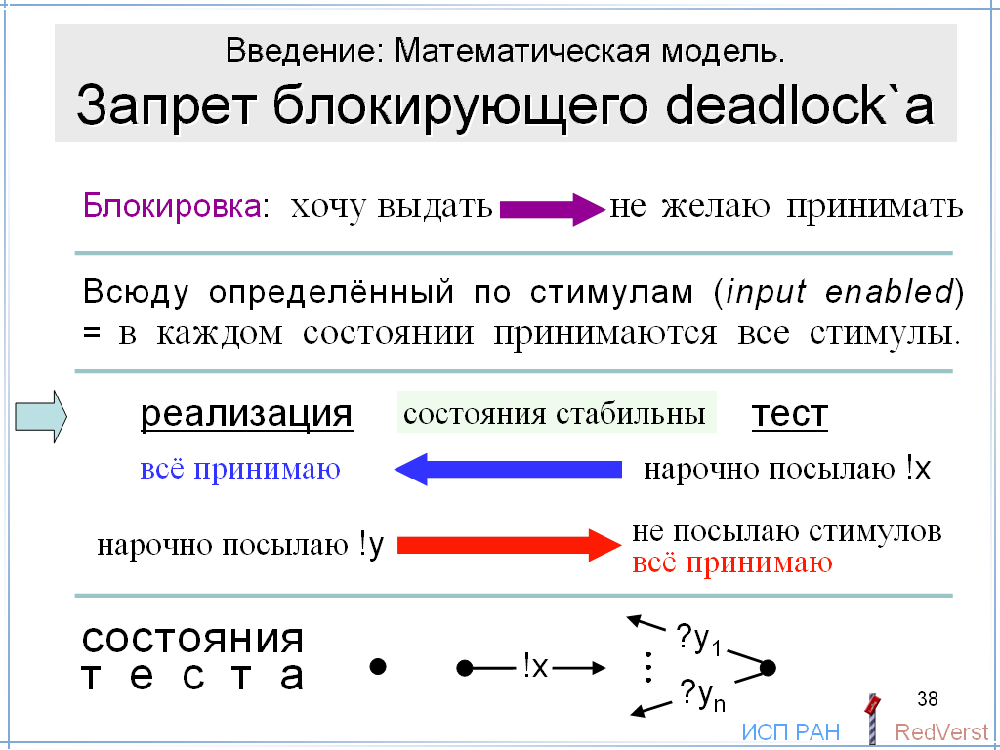 Введение: Математическая модель.
Запрет блокирующего deadlock`а
Блокировка: хочу выдать не желаю принимать
Всюду определённый по стимулам (input enabled)
= в каждом состоянии принимаются все стимулы.
реализация состояния стабильны тест
всё принимаю нарочно посылаю !x
нарочно посылаю !y не посылаю стимулов
всё принимаю
состояния
т е с т а
!x
?y1
?yn
38
ИСП РАН RedVerst